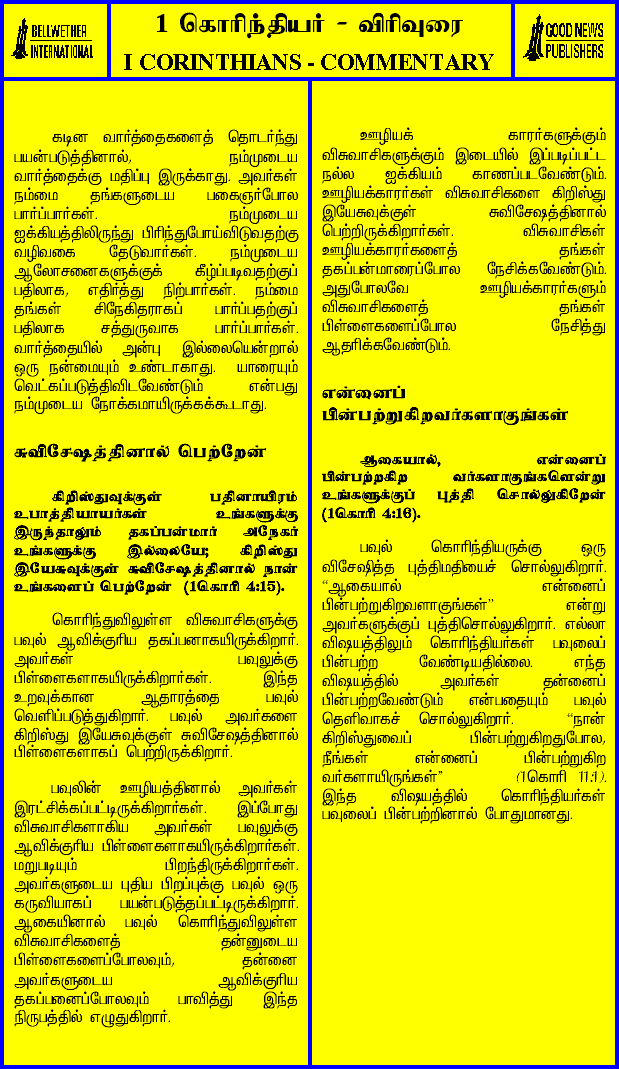 BELLWETHER
INTERNATIONAL
1 கொரிந்தியர் - விரிவுரை
I CORINTHIANS - COMMENTARY
GOOD NEWS
PUBLISHERS
கடின வார்த்தைகளைத் தொடர்ந்து
பயன்படுத்தினால், நம்முடைய
வார்த்தைக்கு மதிப்பு இருக்காது. அவர்கள்
நம்மை தங்களுடைய பகைஞர்போல
பார்ப்பார்கள். நம்முடைய
ஐக்கியத்திலிருந்து பிரிந்துபோய்விடுவதற்கு
வழிவகை தேடுவார்கள். நம்முடைய
ஆலோசனைகளுக்குக் கீழ்ப்படிவதற்குப்
பதிலாக, எதிர்த்து நிற்பார்கள். நம்மை
தங்கள் சிநேகிதராகப் பார்ப்பதற்குப்
பதிலாக சத்துருவாக பார்ப்பார்கள்.
வார்த்தையில் அன்பு இல்லையென்றால்
ஒரு நன்மையும் உண்டாகாது. யாரையும்
வெட்கப்படுத்திவிடவேண்டும் என்பது
நம்முடைய நோக்கமாயிருக்கக்கூடாது.
சுவிசேஷத்தினால் பெற்றேன்
கிறிஸ்துவுக்குள் பதினாயிரம்
உபாத்தியாயர்கள் உங்களுக்கு
இருந்தாலும் தகப்பன்மார் அநேகர்
உங்களுக்கு இல்லையே; கிறிஸ்து
இயேசுவுக்குள் சுவிசேஷத்தினால் நான்
உங்களைப் பெற்றேன் (1கொரி 4:15).
கொரிந்துவிலுள்ள விசுவாசிகளுக்கு
பவுல் ஆவிக்குரிய தகப்பனாகயிருக்கிறார்.
அவர்கள் பவுலுக்கு
பிள்ளைகளாகயிருக்கிறார்கள். இந்த
உறவுக்கான ஆதாரத்தை பவுல்
வெளிப்படுத்துகிறார். பவுல் அவர்களை
கிறிஸ்து இயேசுவுக்குள் சுவிசேஷத்தினால்
பிள்ளைகளாகப் பெற்றிருக்கிறார்.
பவுலின் ஊழியத்தினால் அவர்கள்
இரட்சிக்கப்பட்டிருக்கிறார்கள். இப்போது
விசுவாசிகளாகிய அவர்கள் பவுலுக்கு
ஆவிக்குரிய பிள்ளைகளாகயிருக்கிறார்கள்.
மறுபடியும் பிறந்திருக்கிறார்கள்.
அவர்களுடைய புதிய பிறப்புக்கு பவுல் ஒரு
கருவியாகப் பயன்படுத்தப்பட்டிருக்கிறார்.
ஆகையினால் பவுல் கொரிந்துவிலுள்ள
விசுவாசிகளைத் தன்னுடைய
பிள்ளைகளைப்போலவும், தன்னை
அவர்களுடைய ஆவிக்குரிய
தகப்பனைப்போலவும் பாவித்து இந்த
நிருபத்தில் எழுதுகிறார்.
ஊழியக் காரர்களுக்கும்
விசுவாசிகளுக்கும் இடையில் இப்படிப்பட்ட
நல்ல ஐக்கியம் காணப்படவேண்டும்.
ஊழியக்காரர்கள் விசுவாசிகளை கிறிஸ்து
இயேசுவுக்குள் சுவிசேஷத்தினால்
பெற்றிருக்கிறார்கள். விசுவாசிகள்
ஊழியக்காரர்களைத் தங்கள்
தகப்பன்மாரைப்போல நேசிக்கவேண்டும்.
அதுபோலவே ஊழியக்காரர்களும்
விசுவாசிகளைத் தங்கள்
பிள்ளைகளைப்போல நேசித்து
ஆதரிக்கவேண்டும்.
என்னைப்
பின்பற்றுகிறவர்களாகுங்கள்
ஆகையால், என்னைப்
பின்பற்றகிற வர்களாகுங்களென்று
உங்களுக்குப் புத்தி சொல்லுகிறேன்
(1கொரி 4:16).
பவுல் கொரிந்தியருக்கு ஒரு
விசேஷித்த புத்திமதியைச் சொல்லுகிறார்.
“ஆகையால் என்னைப்
பின்பற்றுகிறவளாகுங்கள்” என்று
அவர்களுக்குப் புத்திசொல்லுகிறார். எல்லா
விஷயத்திலும் கொரிந்தியர்கள் பவுலைப்
பின்பற்ற வேண்டியதில்லை. எந்த
விஷயத்தில் அவர்கள் தன்னைப்
பின்பற்றவேண்டும் என்பதையும் பவுல்
தெளிவாகச் சொல்லுகிறார். “நான்
கிறிஸ்துவைப் பின்பற்றுகிறதுபோல,
நீங்கள் என்னைப் பின்பற்றுகிற
வர்களாயிருங்கள்” (1கொரி 11:1).
இந்த விஷயத்தில் கொரிந்தியர்கள்
பவுலைப் பின்பற்றினால் போதுமானது.